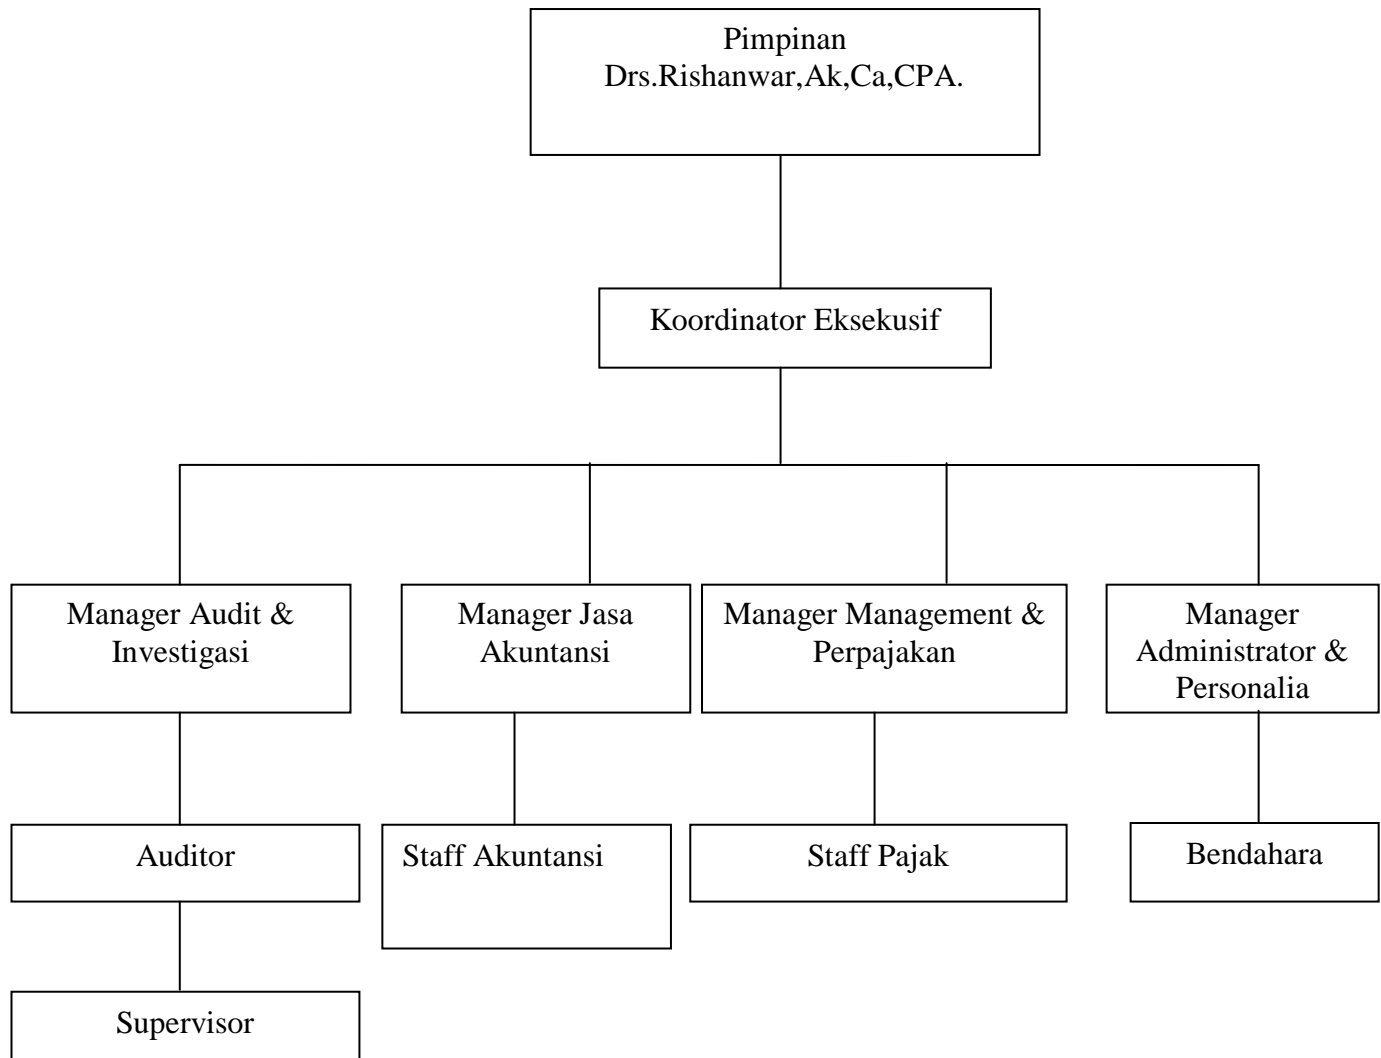 Pimpinan
Drs.Rishanwar,Ak,Ca,CPA.
Koordinator Eksekusif
Manager Audit &
Investigasi
Manager Jasa
Akuntansi
Manager Management &
Perpajakan
Manager
Administrator &
Personalia
Auditor
Staff Akuntansi
Staff Pajak
Bendahara
Supervisor